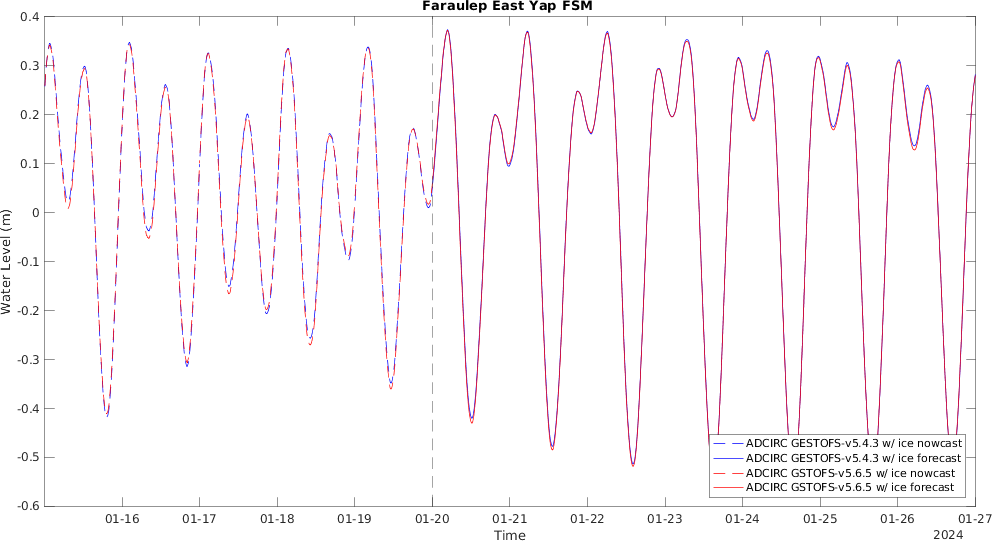 Faraulep East Yap FSM
0.4
0.3
0.2
0.1
0
-0.1
-0.2
-0.3
-0.4
-0.5
-0.6
Water Level (m)
ADCIRC GESTOFS-v5.4.3 w/ ice nowcast
ADCIRC GESTOFS-v5.4.3 w/ ice forecast
ADCIRC GSTOFS-v5.6.5 w/ ice nowcast
ADCIRC GSTOFS-v5.6.5 w/ ice forecast
01-16 01-17 01-18 01-19 01-20 01-21 01-22 01-23 01-24 01-25 01-26 01-27
Time
2024